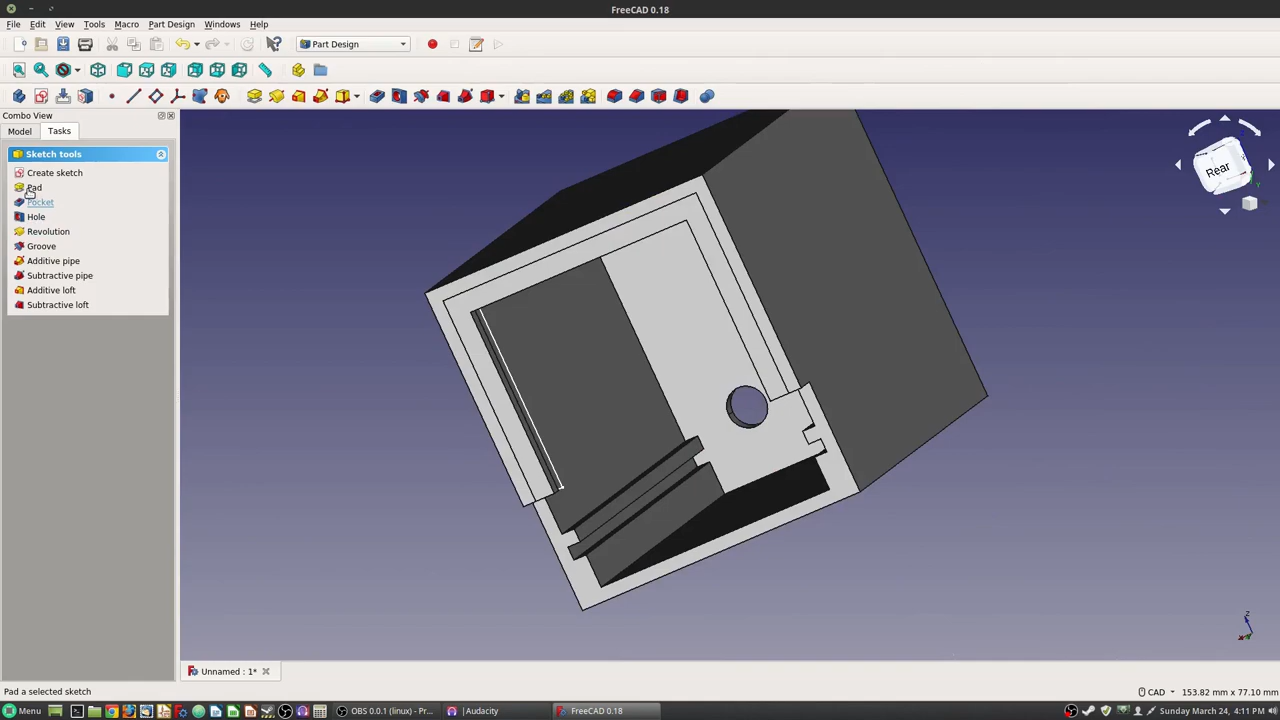 FreeCAD 0.18
File Edit View Tools Macro Part Design Windows Help
Part Design
Combo View
Model Tasks
Sketch tools
Create sketch
Pad
Pocket
Hole
Revolution
Groove
Additive pipe
Subtractive pipe
Additive loft
Subtractive loft
Rear
Z
Unnamed : 1*
Pad a selected sketch
CAD 153.82 mm x 77.10 mm
Menu OBS 0.0.1 (linux) - Pr... |Audacity FreeCAD 0.18 Sunday March 24, 4:11 PM